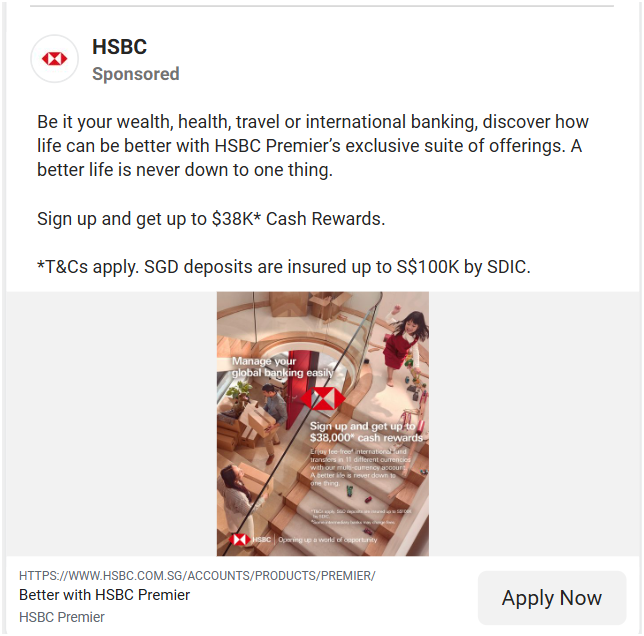 HSBC
Sponsored
Be it your wealth, health, travel or international banking, discover how
life can be better with HSBC Premier's exclusive suite of offerings. A
better life is never down to one thing.
Sign up and get up to $38K* Cash Rewards.
*T&Cs apply. SGD deposits are insured up to S$100K by SDIC.
Manage your
global banking easily
Sign up and get up to
$38,000* cash rewards
Enjoy fee-free^ international fund
transfers in 11 different currencies
with our multi-currency account.
A better life is never down to
one thing.
HSBC | Opening up a world of opportunity
HTTPS://WWW.HSBC.COM.SG/ACCOUNTS/PRODUCTS/PREMIER/
Better with HSBC Premier
HSBC Premier
Apply Now